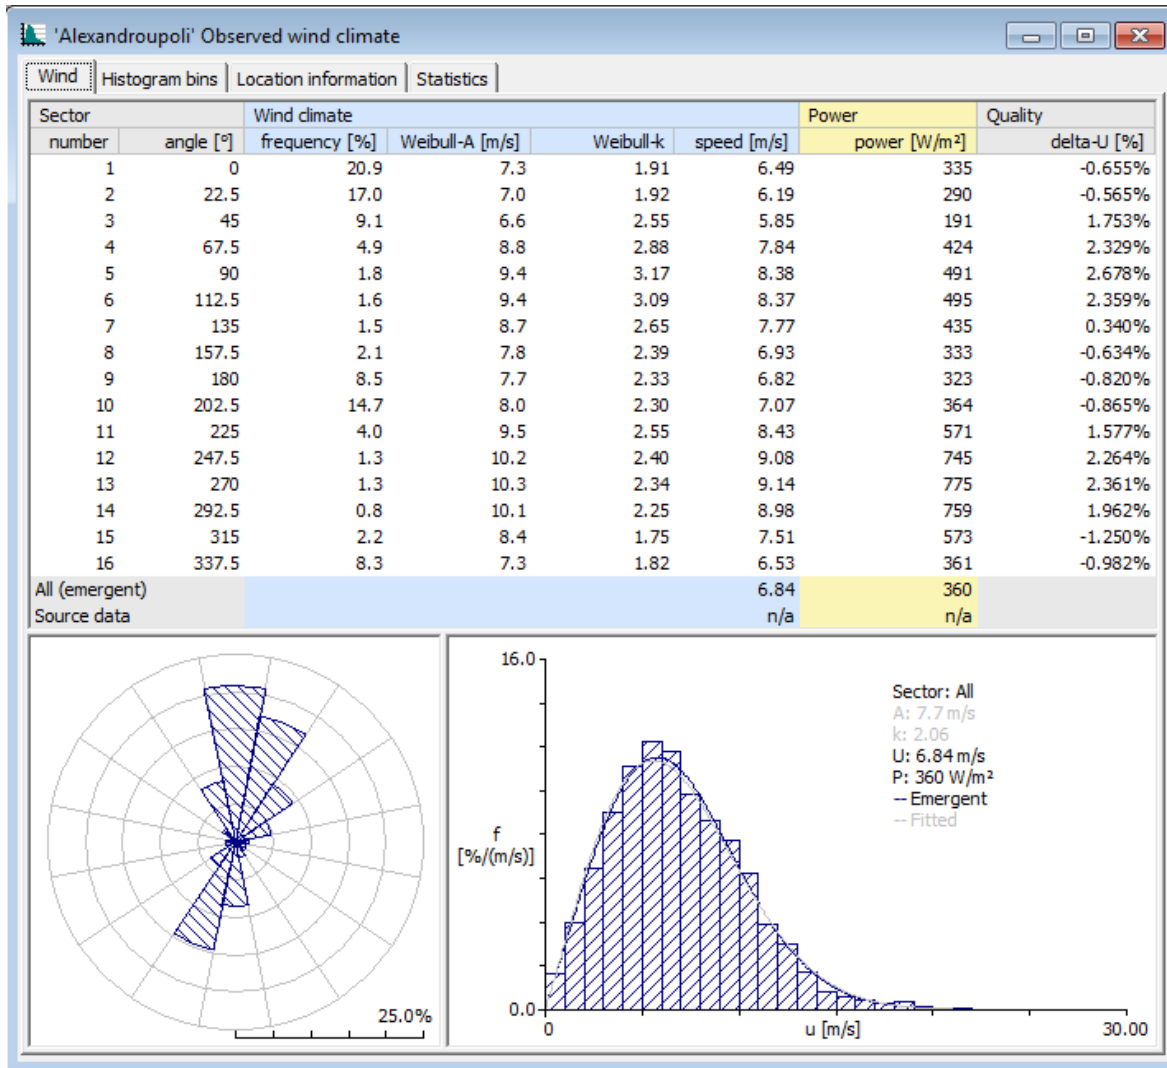 'Alexandroupoli' Observed wind climate
Wind Histogram bins Location information Statistics
Sector Wind climate Power Quality
number angle [º] frequency [%] Weibull-A [m/s] Weibull-k speed [m/s] power [W/m²] delta-U [%]
1 0 20.9 7.3 1.91 6.49 335 -0.655%
2 22.5 17.0 7.0 1.92 6.19 290 -0.565%
3 45 9.1 6.6 2.55 5.85 191 1.753%
4 67.5 4.9 8.8 2.88 7.84 424 2.329%
5 90 1.8 9.4 3.17 8.38 491 2.678%
6 112.5 1.6 9.4 3.09 8.37 495 2.359%
7 135 1.5 8.7 2.65 7.77 435 0.340%
8 157.5 2.1 7.8 2.39 6.93 333 -0.634%
9 180 8.5 7.7 2.33 6.82 323 -0.820%
10 202.5 14.7 8.0 2.30 7.07 364 -0.865%
11 225 4.0 9.5 2.55 8.43 571 1.577%
12 247.5 1.3 10.2 2.40 9.08 745 2.264%
13 270 1.3 10.3 2.34 9.14 775 2.361%
14 292.5 0.8 10.1 2.25 8.98 759 1.962%
15 315 2.2 8.4 1.75 7.51 573 -1.250%
16 337.5 8.3 7.3 1.82 6.53 361 -0.982%
All (emergent) 6.84 360
Source data n/a n/a
25.0%
16.0
f
[%/(m/s)]
0.0
0
u [m/s]
30.00
Sector: All
A: 7.7 m/s
k: 2.06
U: 6.84 m/s
P: 360 W/m²
-- Emergent
-- Fitted